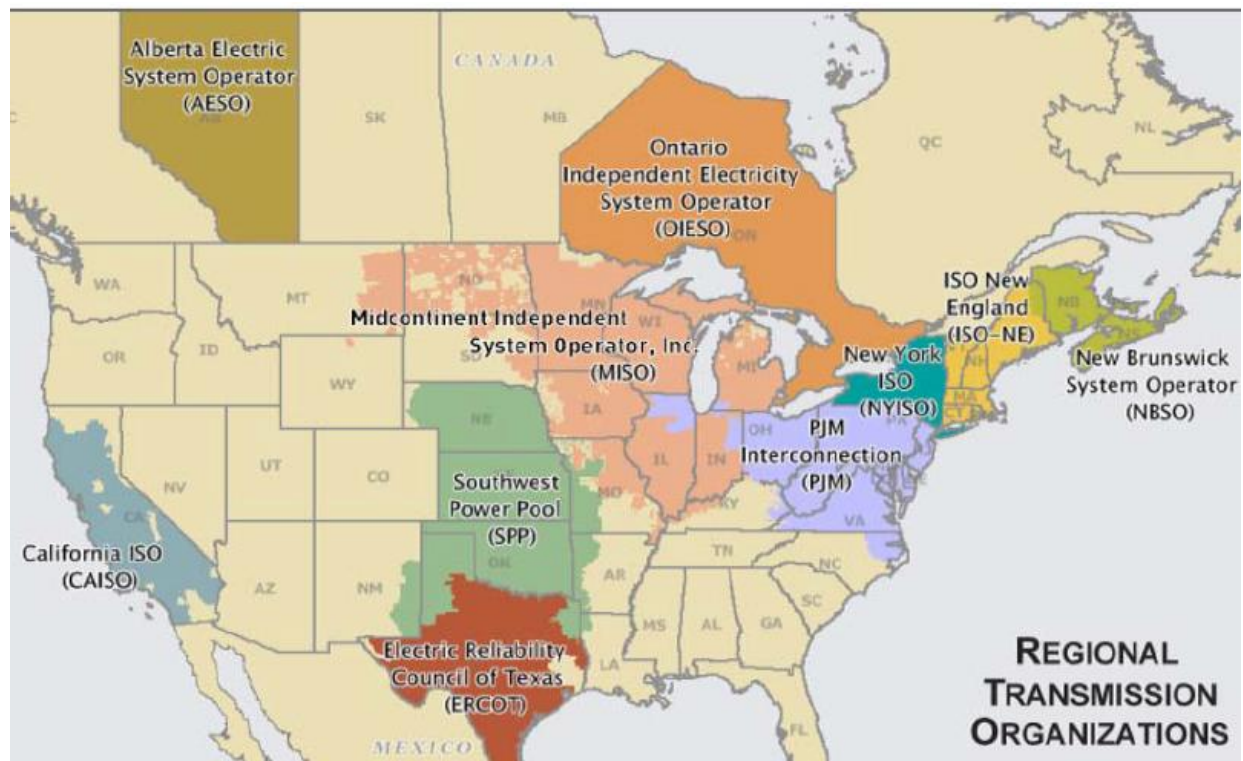 Alberta Electric
System Operator
(AESO)
CANADA
SK
MB
Ontario
Independent Electricity
System Operator
(OIESO)
ON
QC
NL
WA
MT
ND
MN
WI
OR
ID
WY
SD
Midcontinent Independent
System Operator, Inc.
(MISO)
MI
ISO New
England
(ISO-NE)
NB
NS
NH
MA
CT
New York
ISO
(NYISO)
New Brunswick
System Operator
(NBSO)
NE
IA
IL
IN
OH
PA
PJM
Interconnection
(PJM)
NV
UT
CO
Southwest
Power Pool
(SPP)
MO
KY
VA
CA
California ISO
(CAISO)
AZ
NM
OK
AR
TN
NC
SC
MS
AL
GA
LA
FL
Electric Reliability
Council of Texas
(ERCOT)
MEXICO
REGIONAL
TRANSMISSION
ORGANIZATIONS